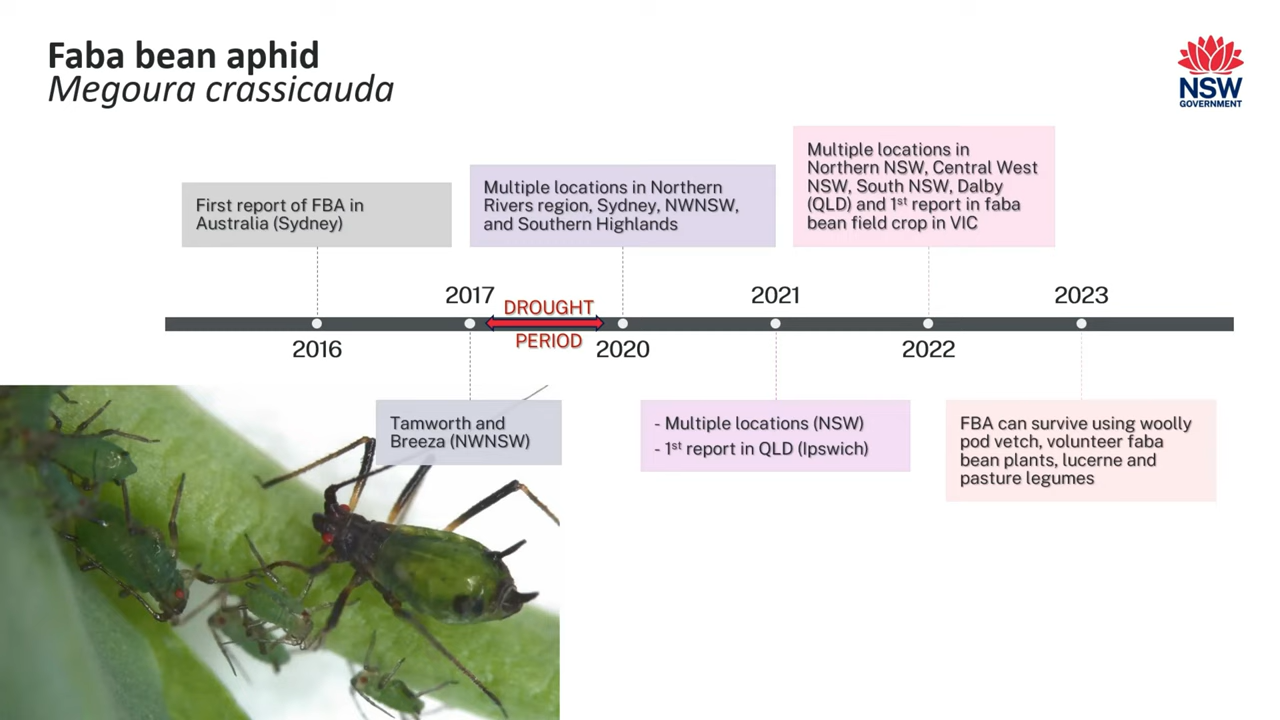 Faba bean aphid
Megoura crassicauda
NSW
GOVERNMENT
First report of FBA in
Australia (Sydney)
Multiple locations in Northern
Rivers region, Sydney, NWNSW,
and Southern Highlands
Multiple locations in
Northern NSW, Central West
NSW, South NSW, Dalby
(QLD) and 1st report in faba
bean field crop in VIC
2017
DROUGHT
2021
2023
2016
PERIOD
2020
2022
Tamworth and
Breeza (NWNSW)
- Multiple locations (NSW)
- 1st report in QLD (Ipswich)
FBA can survive using woolly
pod vetch, volunteer faba
bean plants, lucerne and
pasture legumes